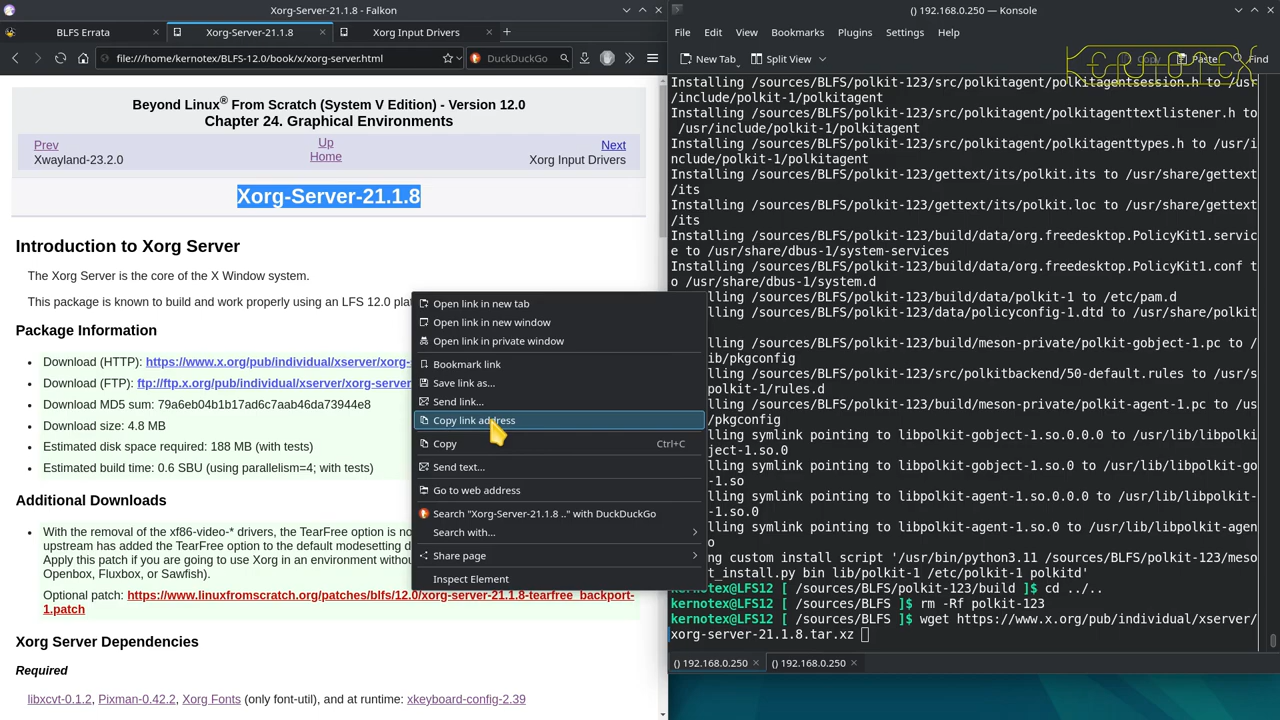 Xorg-Server-21.1.8 - Falkon
BLFS Errata
Xorg-Server-21.1.8
Xorg Input Drivers
file:///home/kernotex/BLFS-12.0/book/x/xorg-server.html
DuckDuckGo
Beyond Linux® From Scratch (System V Edition) - Version 12.0
Chapter 24. Graphical Environments
Prev
Up
Next
Xwayland-23.2.0
Home
Xorg Input Drivers
Xorg-Server-21.1.8
Introduction to Xorg Server
The Xorg Server is the core of the X Window system.
This package is known to build and work properly using an LFS 12.0
Package Information
Download (HTTP): https://www.x.org/pub/individual/xserver/xorg-
Download (FTP): ftp://ftp.x.org/pub/individual/xserver/xorg-server
Download MD5 sum: 79a6eb04b1b17ad6c7aab46da73944e8
Download size: 4.8 MB
Estimated disk space required: 188 MB (with tests)
Estimated build time: 0.6 SBU (using parallelism=4; with tests)
Additional Downloads
With the removal of the xf86-video-* drivers, the TearFree option is
upstream has added the TearFree option to the default modesetting
Apply this patch if you are going to use Xorg in an environment
Openbox, Fluxbox, or Sawfish).
Optional patch: https://www.linuxfromscratch.org/patches/blfs/12.0/xorg-server-21.1.8-tearfree_backport-
1.patch
Xorg Server Dependencies
Required
libxcvt-0.1.2, Pixman-0.42.2, Xorg Fonts (only font-util), and at runtime: xkeyboard-config-2.39
Open link in new tab
Open link in new window
Open link in private window
Bookmark link
Save link as...
Send link...
Copy link address
Copy Ctrl+C
Send text...
Go to web address
Search "Xorg-Server-21.1.8 .." with DuckDuckGo
Search with...
Share page
Inspect Element
() 192.168.0.250 — Konsole
File Edit View Bookmarks Plugins Settings Help
New Tab Split View Copy Paste Find
KERNOTEX
Installing /sources/BLFS/polkit-123/src/polkitagent/polkitagentsession.h to /usr
/include/polkit-1/polkitagent
Installing /sources/BLFS/polkit-123/src/polkitagent/polkitagenttextlistener.h to
/usr/include/polkit-1/polkitagent
Installing /sources/BLFS/polkit-123/src/polkitagent/polkitagenttypes.h to /usr/i
nclude/polkit-1/polkitagent
Installing /sources/BLFS/polkit-123/gettext/its/polkit.its to /usr/share/gettext
/its
Installing /sources/BLFS/polkit-123/gettext/its/polkit.loc to /usr/share/gettext
/its
Installing /sources/BLFS/polkit-123/build/data/org.freedesktop.PolicyKit1.servic
e to /usr/share/dbus-1/system-services
Installing /sources/BLFS/polkit-123/build/data/org.freedesktop.PolicyKit1.conf t
o /usr/share/dbus-1/system.d
lling /sources/BLFS/polkit-123/build/data/polkit-1 to /etc/pam.d
lling /sources/BLFS/polkit-123/data/policyconfig-1.dtd to /usr/share/polkit
lling /sources/BLFS/polkit-123/build/meson-private/polkit-gobject-1.pc to /
lib/pkgconfig
lling /sources/BLFS/polkit-123/src/polkitbackend/50-default.rules to /usr/s
polkit-1/rules.d
lling /sources/BLFS/polkit-123/build/meson-private/polkit-agent-1.pc to /us
/pkgconfig
lling symlink pointing to libpolkit-gobject-1.so.0.0.0 to /usr/lib/libpolki
ject-1.so.0
lling symlink pointing to libpolkit-gobject-1.so.0 to /usr/lib/libpolkit-go
-1.so
lling symlink pointing to libpolkit-agent-1.so.0.0.0 to /usr/lib/libpolkit-
1.so.0
lling symlink pointing to libpolkit-agent-1.so.0 to /usr/lib/libpolkit-agen
o
ng custom install script '/usr/bin/python3.11 /sources/BLFS/polkit-123/meso
t_install.py bin lib/polkit-1 /etc/polkit-1 polkitd'
kernotex@LFS12 [ /sources/BLFS/polkit-123/build ]$ cd ../..
kernotex@LFS12 [ /sources/BLFS ]$ rm -Rf polkit-123
kernotex@LFS12 [ /sources/BLFS ]$ wget https://www.x.org/pub/individual/xserver/
xorg-server-21.1.8.tar.xz
() 192.168.0.250
() 192.168.0.250